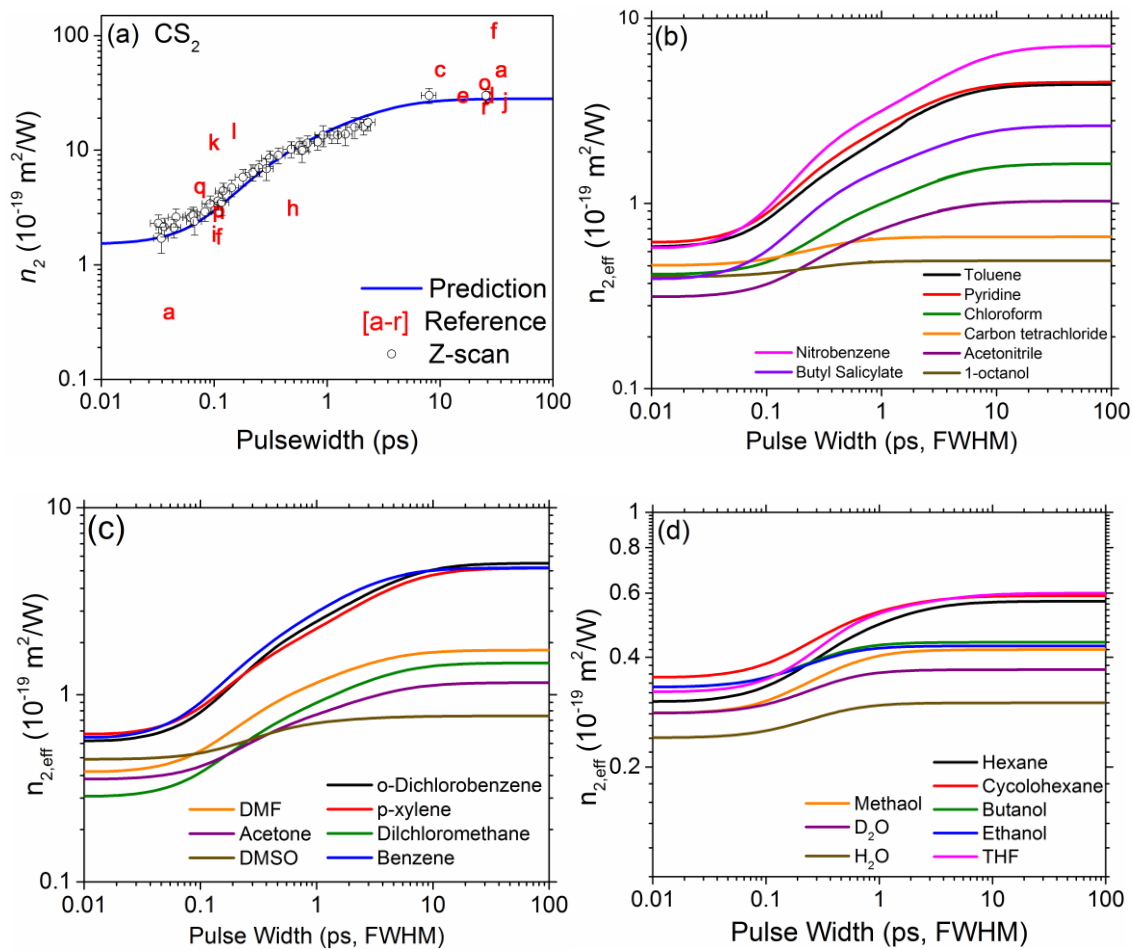 (a) CS2
n2 (10-19 m2/W)
100
10
1
0.1
f
a
c
o
e
d
r
j
l
k
q
h
p
n
i
f
a
Prediction
[a-r] Reference
Z-scan
0.01 0.1 1 10 100
Pulsewidth (ps)
(b)
n2,eff (10-19 m2/W)
10
1
0.1
Toluene
Pyridine
Chloroform
Carbon tetrachloride
Nitrobenzene Acetonitrile
Butyl Salicylate 1-octanol
0.01 0.1 1 10 100
Pulse Width (ps, FWHM)
(c)
n2,eff (10-19 m2/W)
10
1
0.1
o-Dichlorobenzene
DMF p-xylene
Acetone Dilchloromethane
DMSO Benzene
0.01 0.1 1 10 100
Pulse Width (ps, FWHM)
(d)
n2,eff (10-19 m2/W)
1
0.8
0.6
0.4
0.2
Hexane
Cycolohexane
Methaol Butanol
D2O Ethanol
H2O THF
0.01 0.1 1 10 100
Pulse Width (ps, FWHM)